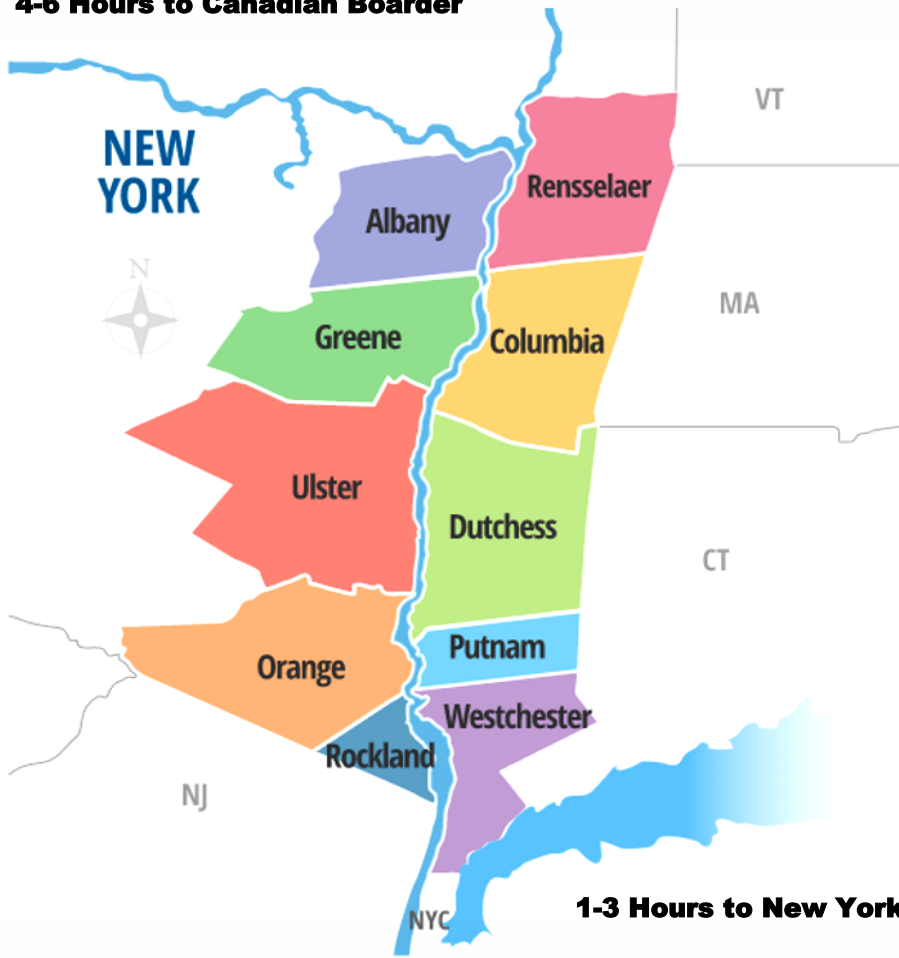 4-6 Hours to Canadian Boarder
VT
NEW
YORK
Rensselaer
Albany
N
MA
Greene
Columbia
Ulster
Dutchess
CT
Putnam
Orange
Westchester
Rockland
NJ
1-3 Hours to New York
NYC